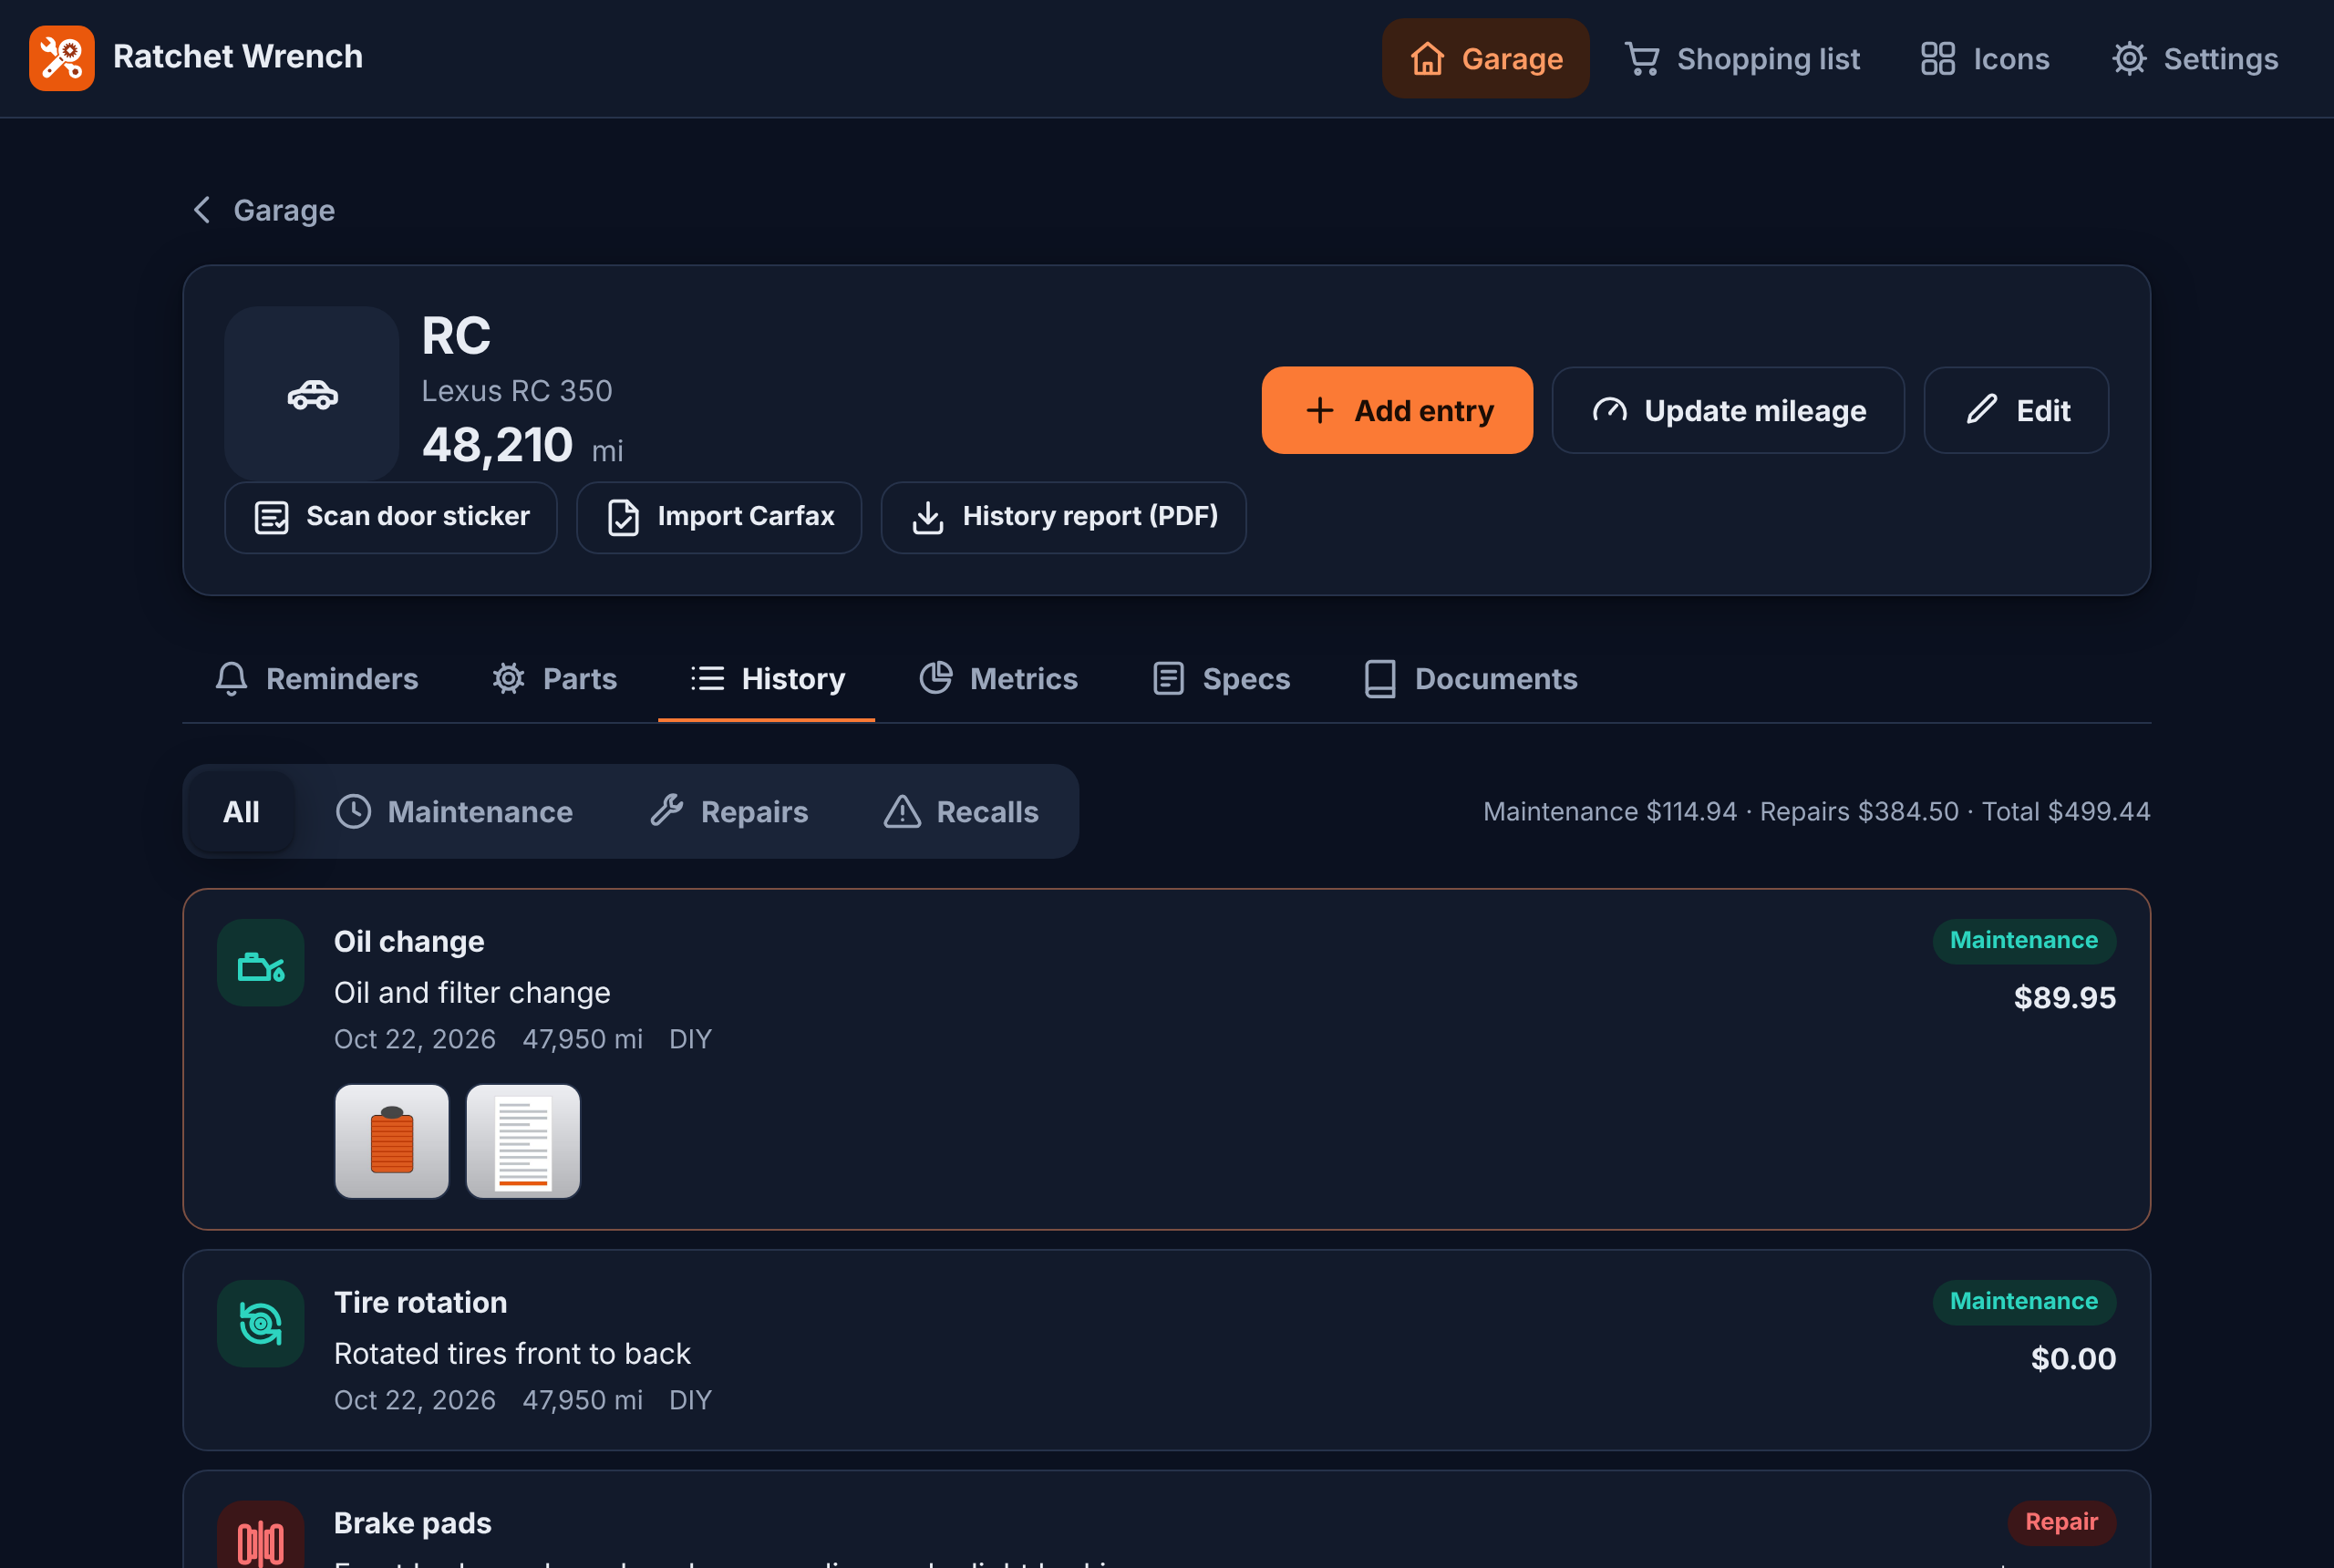 Ratchet Wrench
Garage
Shopping list
Icons
Settings
Garage
RC
Lexus RC 350
48,210 mi
Add entry
Update mileage
Edit
Scan door sticker
Import Carfax
History report (PDF)
Reminders
Parts
History
Metrics
Specs
Documents
All
Maintenance
Repairs
Recalls
Maintenance $114.94 · Repairs $384.50 · Total $499.44
Oil change
Maintenance
Oil and filter change
$89.95
Oct 22, 2026 47,950 mi DIY
Tire rotation
Maintenance
Rotated tires front to back
$0.00
Oct 22, 2026 47,950 mi DIY
Brake pads
Repair